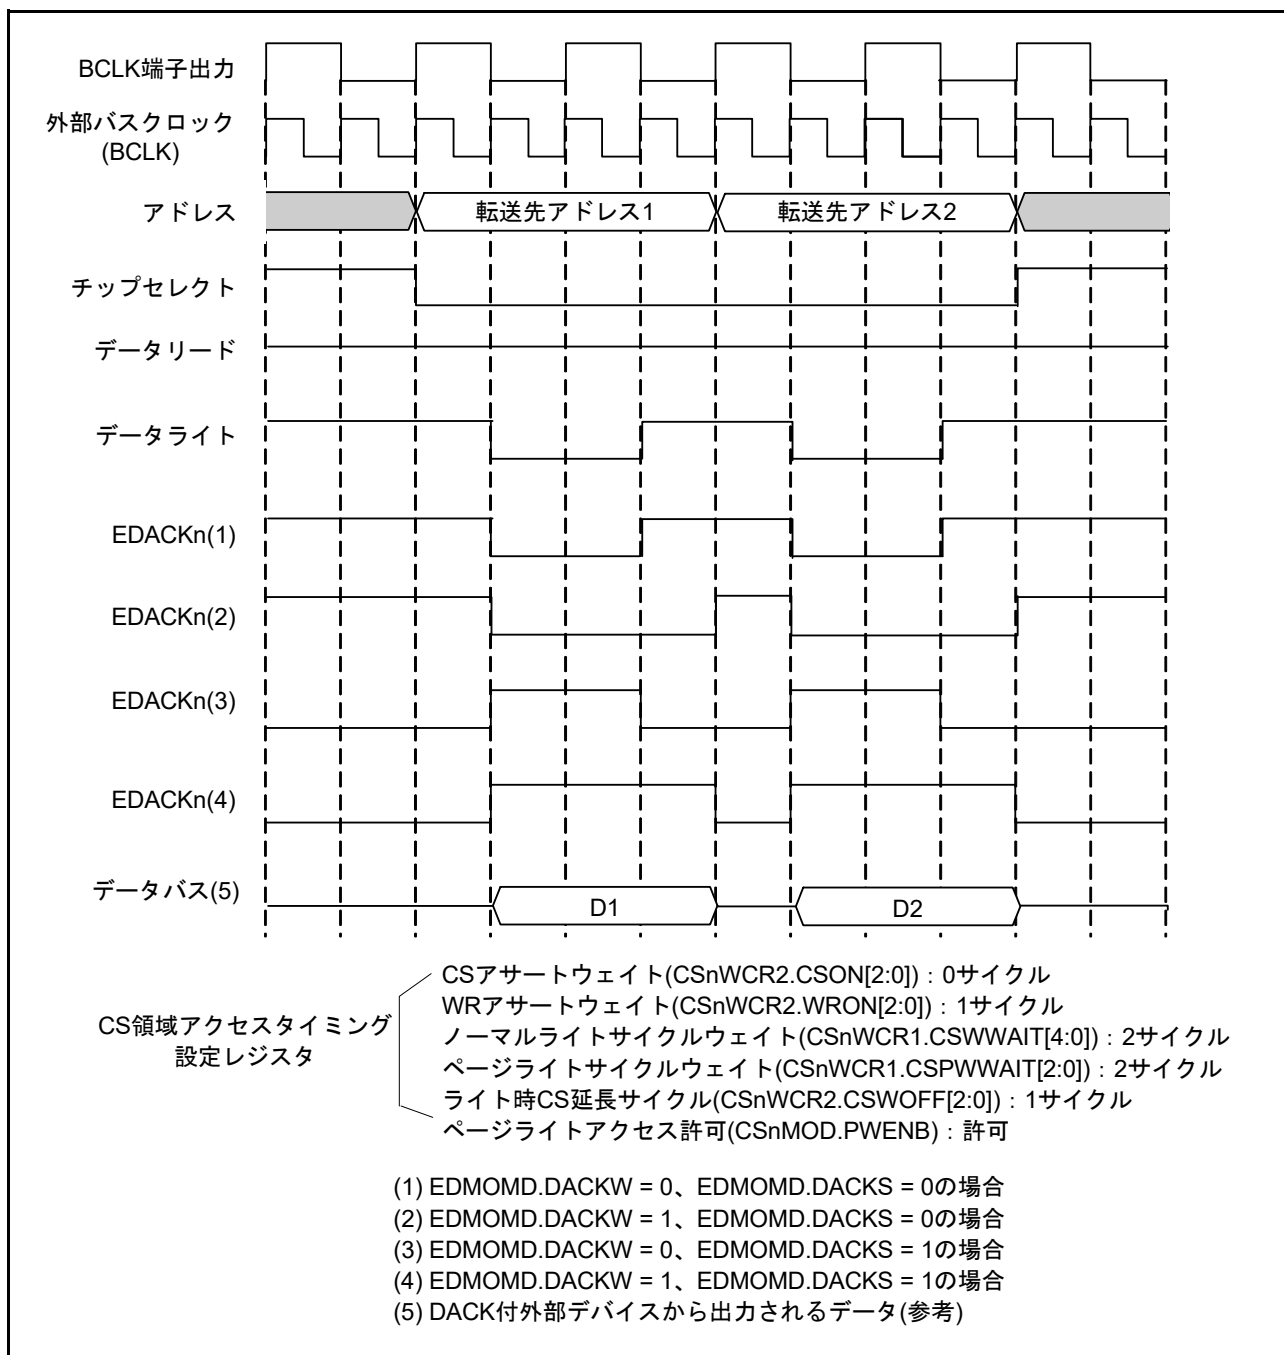 BCLK端子出力
外部バスクロック
(BCLK)
アドレス
転送先アドレス1
転送先アドレス2
チップセレクト
データリード
データライト
EDACKn(1)
EDACKn(2)
EDACKn(3)
EDACKn(4)
データバス(5)
D1
D2
CS領域アクセスタイミング
設定レジスタ
CSアサートウェイト(CSnWCR2.CSON[2:0])：0サイクル
WRアサートウェイト(CSnWCR2.WRON[2:0])：1サイクル
ノーマルライトサイクルウェイト(CSnWCR1.CSWWAIT[4:0])：2サイクル
ページライトサイクルウェイト(CSnWCR1.CSPWWAIT[2:0])：2サイクル
ライト時CS延長サイクル(CSnWCR2.CSWOFF[2:0])：1サイクル
ページライトアクセス許可(CSnMOD.PWENB)：許可
(1) EDMOMD.DACKW = 0、EDMOMD.DACKS = 0の場合
(2) EDMOMD.DACKW = 1、EDMOMD.DACKS = 0の場合
(3) EDMOMD.DACKW = 0、EDMOMD.DACKS = 1の場合
(4) EDMOMD.DACKW = 1、EDMOMD.DACKS = 1の場合
(5) DACK付外部デバイスから出力されるデータ(参考)